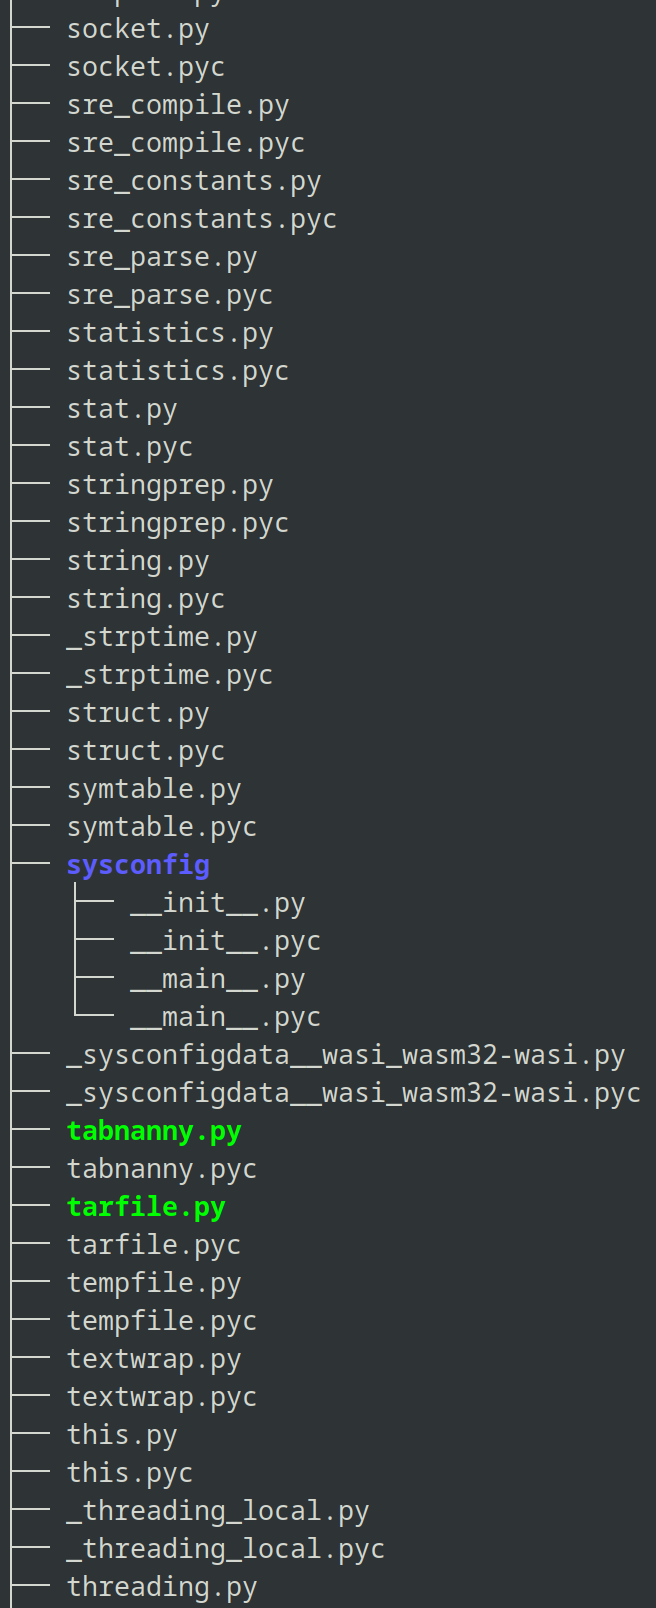 socket.py
socket.pyc
sre_compile.py
sre_compile.pyc
sre_constants.py
sre_constants.pyc
sre_parse.py
sre_parse.pyc
statistics.py
statistics.pyc
stat.py
stat.pyc
stringprep.py
stringprep.pyc
string.py
string.pyc
_strptime.py
_strptime.pyc
struct.py
struct.pyc
symtable.py
symtable.pyc
sysconfig
__init__.py
__init__.pyc
__main__.py
__main__.pyc
_sysconfigdata__wasi_wasm32-wasi.py
_sysconfigdata__wasi_wasm32-wasi.pyc
tabnanny.py
tabnanny.pyc
tarfile.py
tarfile.pyc
tempfile.py
tempfile.pyc
textwrap.py
textwrap.pyc
this.py
this.pyc
_threading_local.py
_threading_local.pyc
threading.py